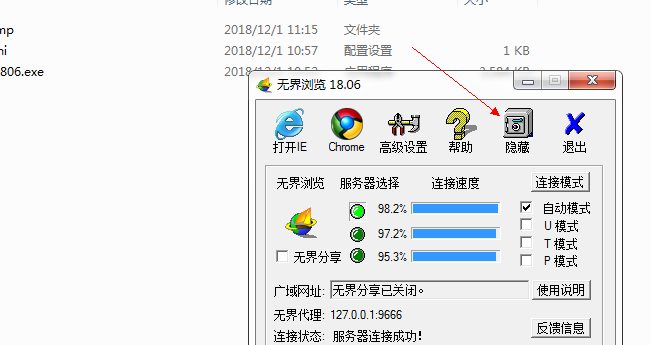 修改日期 类型 大小
mp 2018/12/1 11:15 文件夹
ni 2018/12/1 10:57 配置设置 1 KB
806.exe 2018/12/1 10:52 应用程序 2,584 KB
无界浏览 18.06
打开IE Chrome 高级设置 帮助 隐藏 退出
无界浏览 服务器选择 连接速度 连接模式
98.2% 自动模式
97.2% U 模式
T 模式
无界分享 95.3% P 模式
广域网址: 无界分享已关闭。 使用说明
无界代理: 127.0.0.1:9666
反馈信息
连接状态: 服务器连接成功!